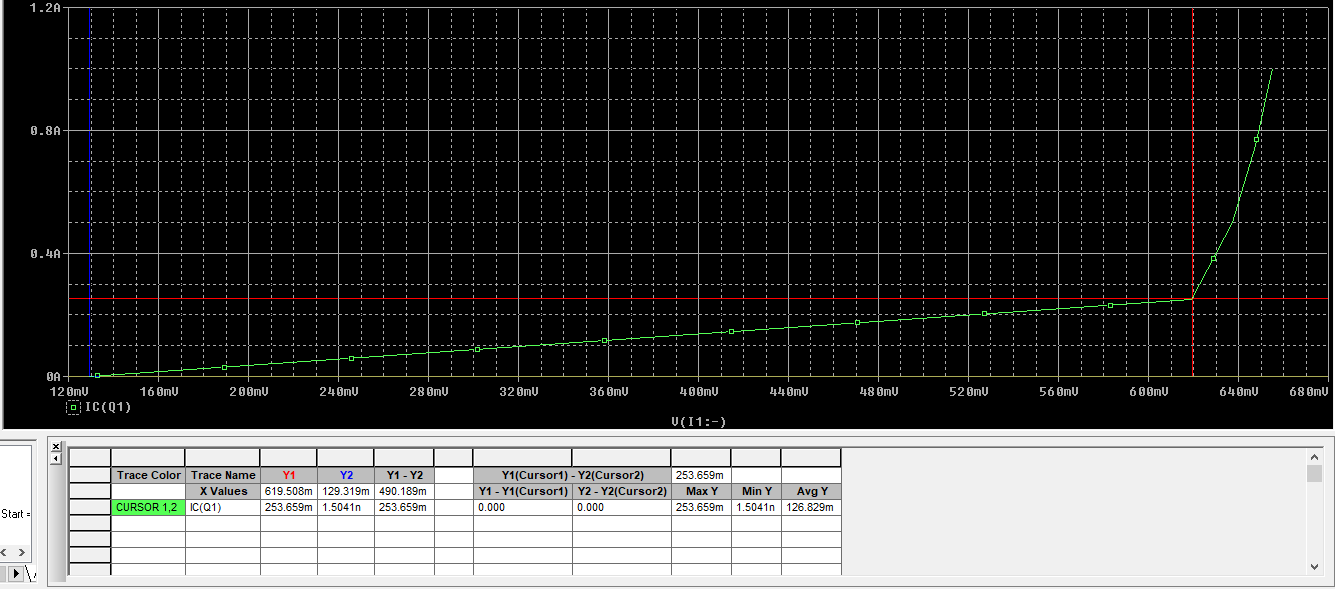 1.2A
0.8A
0.4A
0A
120mV 160mV 200mV 240mV 280mV 320mV 360mV 400mV 440mV 480mV 520mV 560mV 600mV 640mV 680mV
IC(Q1)
V(I1:-)
Trace Color Trace Name Y1 Y2 Y1 - Y2 Y1(Cursor1) - Y2(Cursor2) 253.659m
X Values 619.508m 129.319m 490.189m Y1 - Y1(Cursor1) Y2 - Y2(Cursor2) Max Y Min Y Avg Y
CURSOR 1,2 IC(Q1) 253.659m 1.5041n 253.659m 0.000 0.000 253.659m 1.5041n 126.829m
Start =